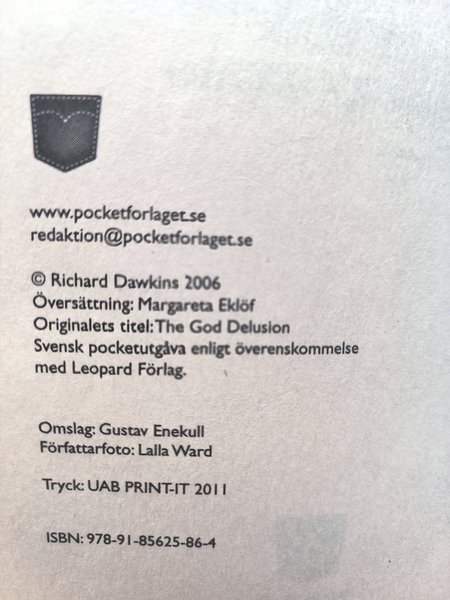 www.pocketforlaget.se
redaktion@pocketforlaget.se
© Richard Dawkins 2006
Översättning: Margareta Eklöf
Originalets titel: The God Delusion
Svensk pocketutgåva enligt överenskommelse
med Leopard Förlag.
Omslag: Gustav Enekull
Författarfoto: Lalla Ward
Tryck: UAB PRINT-IT 2011
ISBN: 978-91-85625-86-4